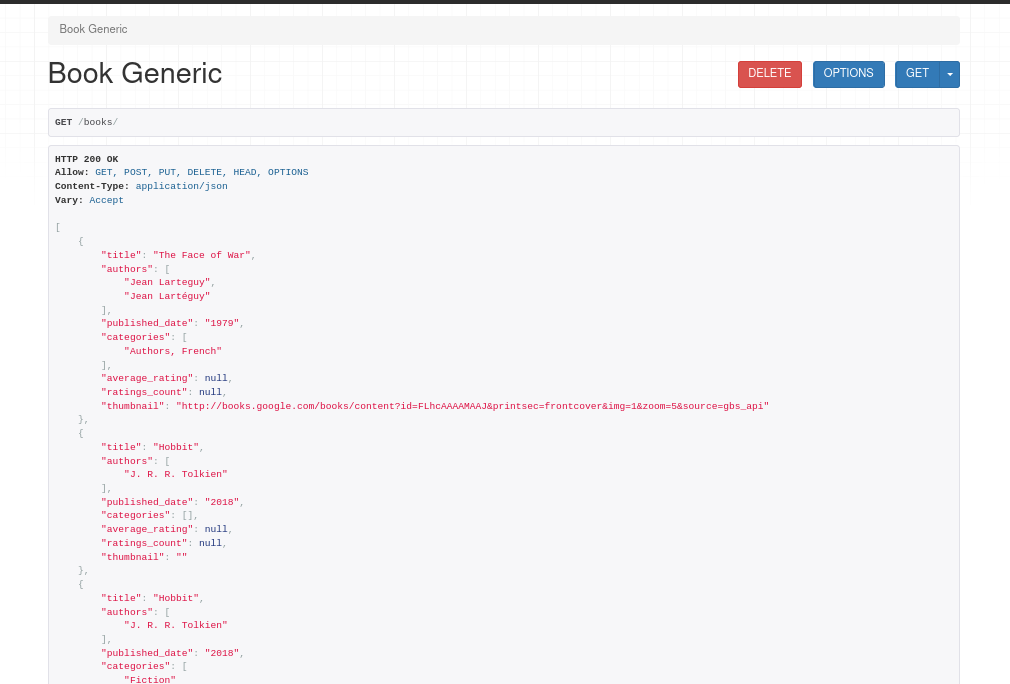 Book Generic
Book Generic
DELETE OPTIONS GET
GET /books/
HTTP 200 OK
Allow: GET, POST, PUT, DELETE, HEAD, OPTIONS
Content-Type: application/json
Vary: Accept
[
    {
        "title": "The Face of War",
        "authors": [
            "Jean Larteguy",
            "Jean Lartéguy"
        ],
        "published_date": "1979",
        "categories": [
            "Authors, French"
        ],
        "average_rating": null,
        "ratings_count": null,
        "thumbnail": "http://books.google.com/books/content?id=FLhcAAAAMAAJ&printsec=frontcover&img=1&zoom=5&source=gbs_api"
    },
    {
        "title": "Hobbit",
        "authors": [
            "J. R. R. Tolkien"
        ],
        "published_date": "2018",
        "categories": [],
        "average_rating": null,
        "ratings_count": null,
        "thumbnail": ""
    },
    {
        "title": "Hobbit",
        "authors": [
            "J. R. R. Tolkien"
        ],
        "published_date": "2018",
        "categories": [
            "Fiction"